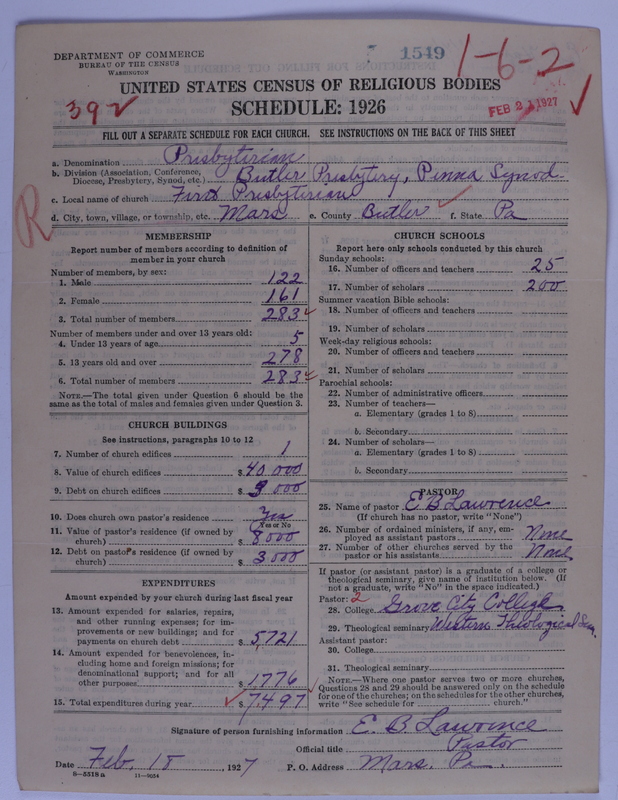 DEPARTMENT OF COMMERCE
BUREAU OF THE CENSUS
WASHINGTON
1549
1-6-2
392
UNITED STATES CENSUS OF RELIGIOUS BODIES
SCHEDULE: 1926
FEB 21 1927
FILL OUT A SEPARATE SCHEDULE FOR EACH CHURCH. SEE INSTRUCTIONS ON THE BACK OF THIS SHEET
a. Denomination Presbyterian
b. Division (Association, Conference, Diocese, Presbytery, Synod, etc.) Butler Presbytery, Penna Synod
c. Local name of church First Presbyterian
d. City, town, village, or township, etc. Mars e. County Butler f. State Pa
R
MEMBERSHIP
Report number of members according to definition of
member in your church
Number of members, by sex:
1. Male 122
2. Female 161
3. Total number of members 283
Number of members under and over 13 years old:
4. Under 13 years of age 5
5. 13 years old and over 278
6. Total number of members 283
NOTE.—The total given under Question 6 should be
same as the total of males and females given under Question 3.
CHURCH BUILDINGS
See instructions, paragraphs 10 to 12
7. Number of church edifices 1
8. Value of church edifices $ 40 000
9. Debt on church edifices $ 9 000
10. Does church own pastor's residence Yes
Yes or No
11. Value of pastor's residence (if owned by
church) $ 8000
12. Debt on pastor's residence (if owned by
church) $ 3000
EXPENDITURES
Amount expended by your church during last fiscal year
13. Amount expended for salaries, repairs,
and other running expenses; for im-
provements or new buildings; and for
payments on church debt $ 5,721
14. Amount expended for benevolences, in-
cluding home and foreign missions; for
denominational support; and for all
other purposes $ 1,776
15. Total expenditures during year $ 7,497
CHURCH SCHOOLS
Report here only schools conducted by this church
Sunday schools:
16. Number of officers and teachers 25
17. Number of scholars 200
Summer vacation Bible schools:
18. Number of officers and teachers
19. Number of scholars
Week-day religious schools:
20. Number of officers and teachers
21. Number of scholars
Parochial schools:
22. Number of administrative officers
23. Number of teachers—
a. Elementary (grades 1 to 8)
b. Secondary
24. Number of scholars—
a. Elementary (grades 1 to 8)
b. Secondary
PASTOR
25. Name of pastor E B Lawrence
(If church has no pastor, write "None")
26. Number of ordained ministers, if any, em-
ployed as assistant pastors None
27. Number of other churches served by the
pastor or his assistants None
If pastor (or assistant pastor) is a graduate of a college or
theological seminary, give name of institution below. (If
not a graduate, write "No" in the space indicated.)
Pastor: 2
28. College Grove City College
29. Theological seminary Western Theological Sem.
Assistant pastor:
30. College
31. Theological seminary
NOTE.—Where one pastor serves two or more churches,
Questions 28 and 29 should be answered only on the schedule
for one of the churches; on the schedules for the other churches,
write "See schedule for church."
Signature of person furnishing information E. B. Lawrence
Official title Pastor
Date Feb. 15, 1927 P. O. Address Mars, Pa.
8—5518 a 11—9054